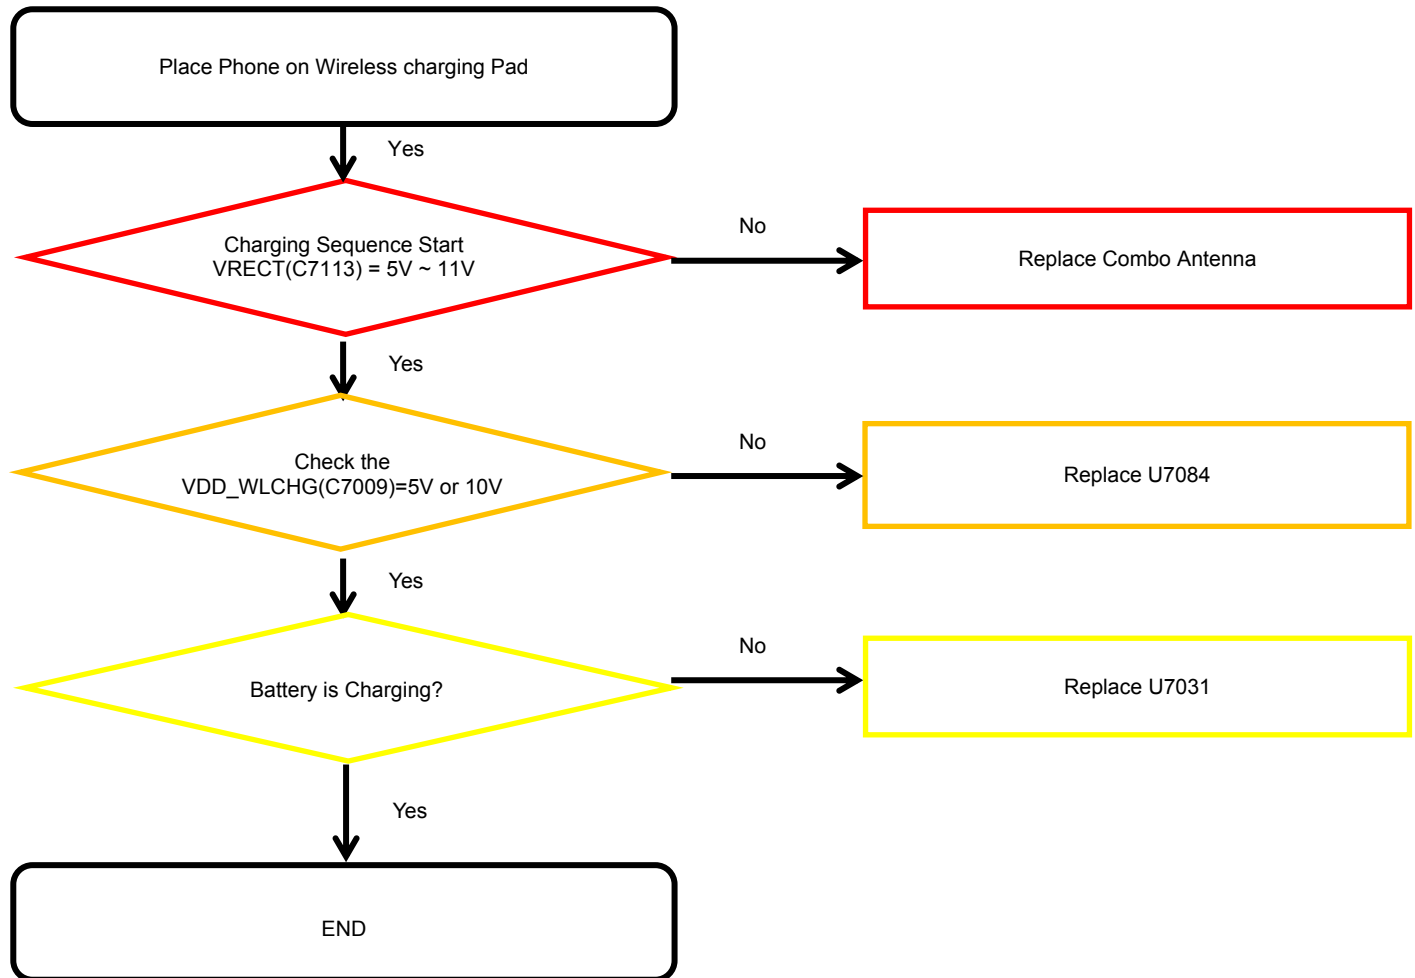 Place Phone on Wireless charging Pad
Yes
Charging Sequence Start
VRECT(C7113) = 5V ~ 11V
No
Replace Combo Antenna
Yes
Check the
VDD_WLCHG(C7009)=5V or 10V
No
Replace U7084
Yes
Battery is Charging?
No
Replace U7031
Yes
END